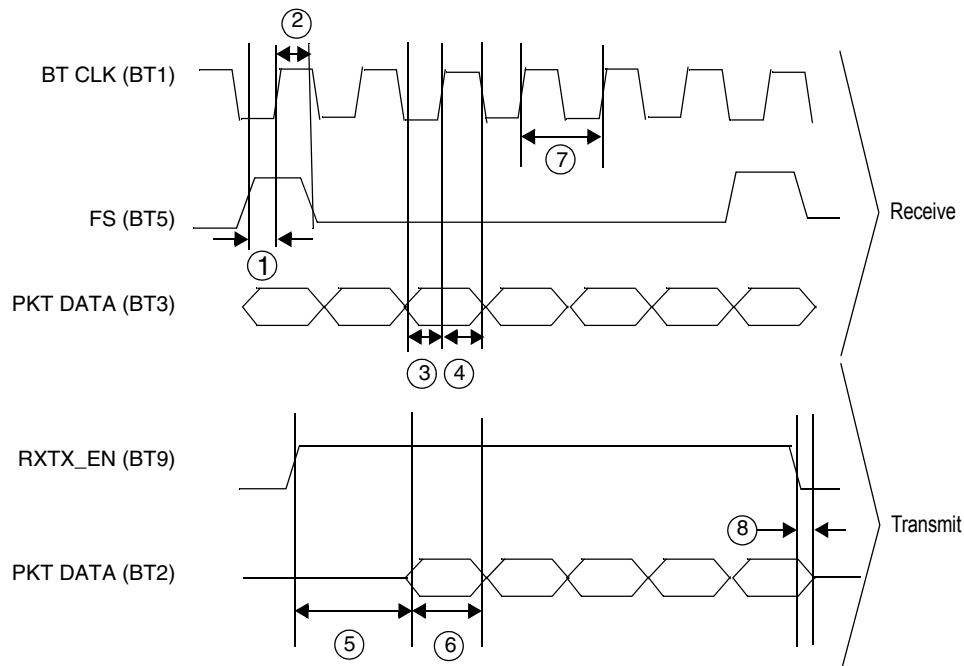 2
BT CLK (BT1)
7
FS (BT5)
Receive
1
PKT DATA (BT3)
3 4
RXTX_EN (BT9)
8
Transmit
PKT DATA (BT2)
5 6